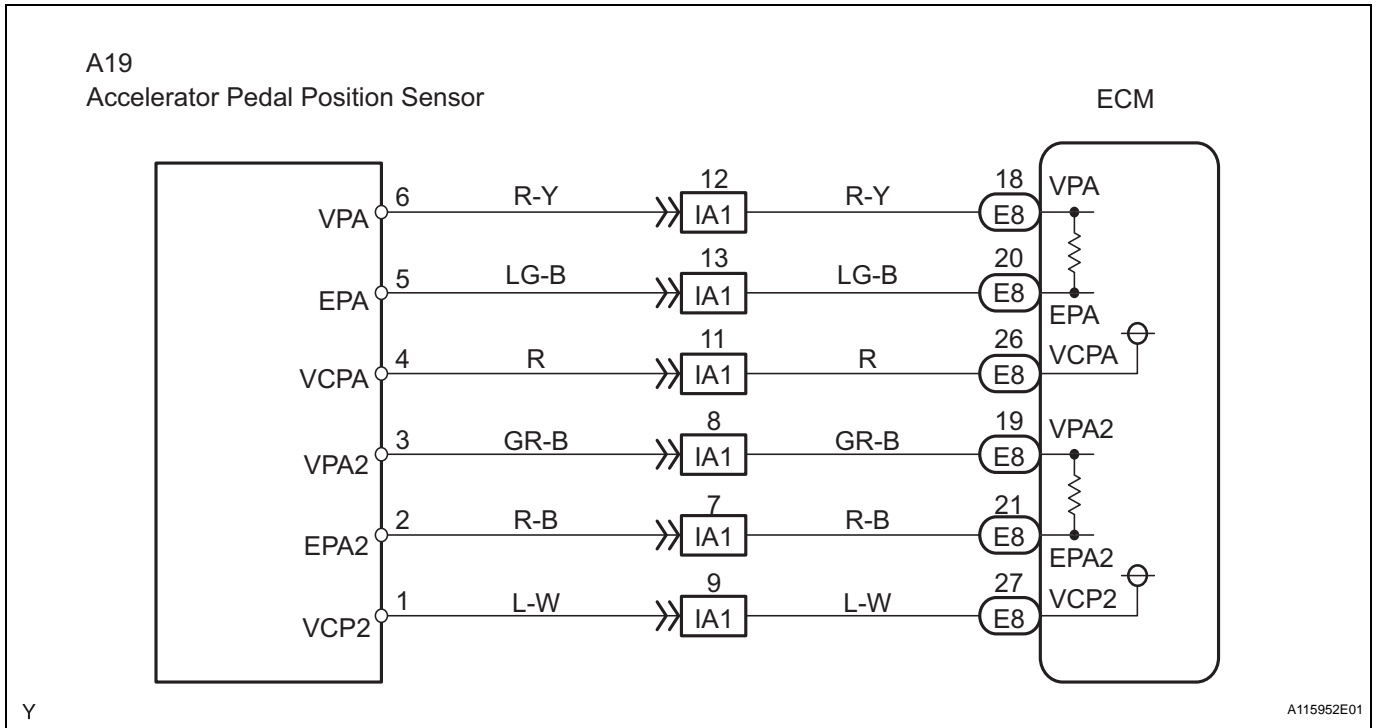 A19
Accelerator Pedal Position Sensor
ECM
VPA 6 R-Y 12 IA1 R-Y 18 E8 VPA
EPA 5 LG-B 13 IA1 LG-B 20 E8 EPA
VCPA 4 R 11 IA1 R 26 E8 VCPA
VPA2 3 GR-B 8 IA1 GR-B 19 E8 VPA2
EPA2 2 R-B 7 IA1 R-B 21 E8 EPA2
VCP2 1 L-W 9 IA1 L-W 27 E8 VCP2
Y
A115952E01